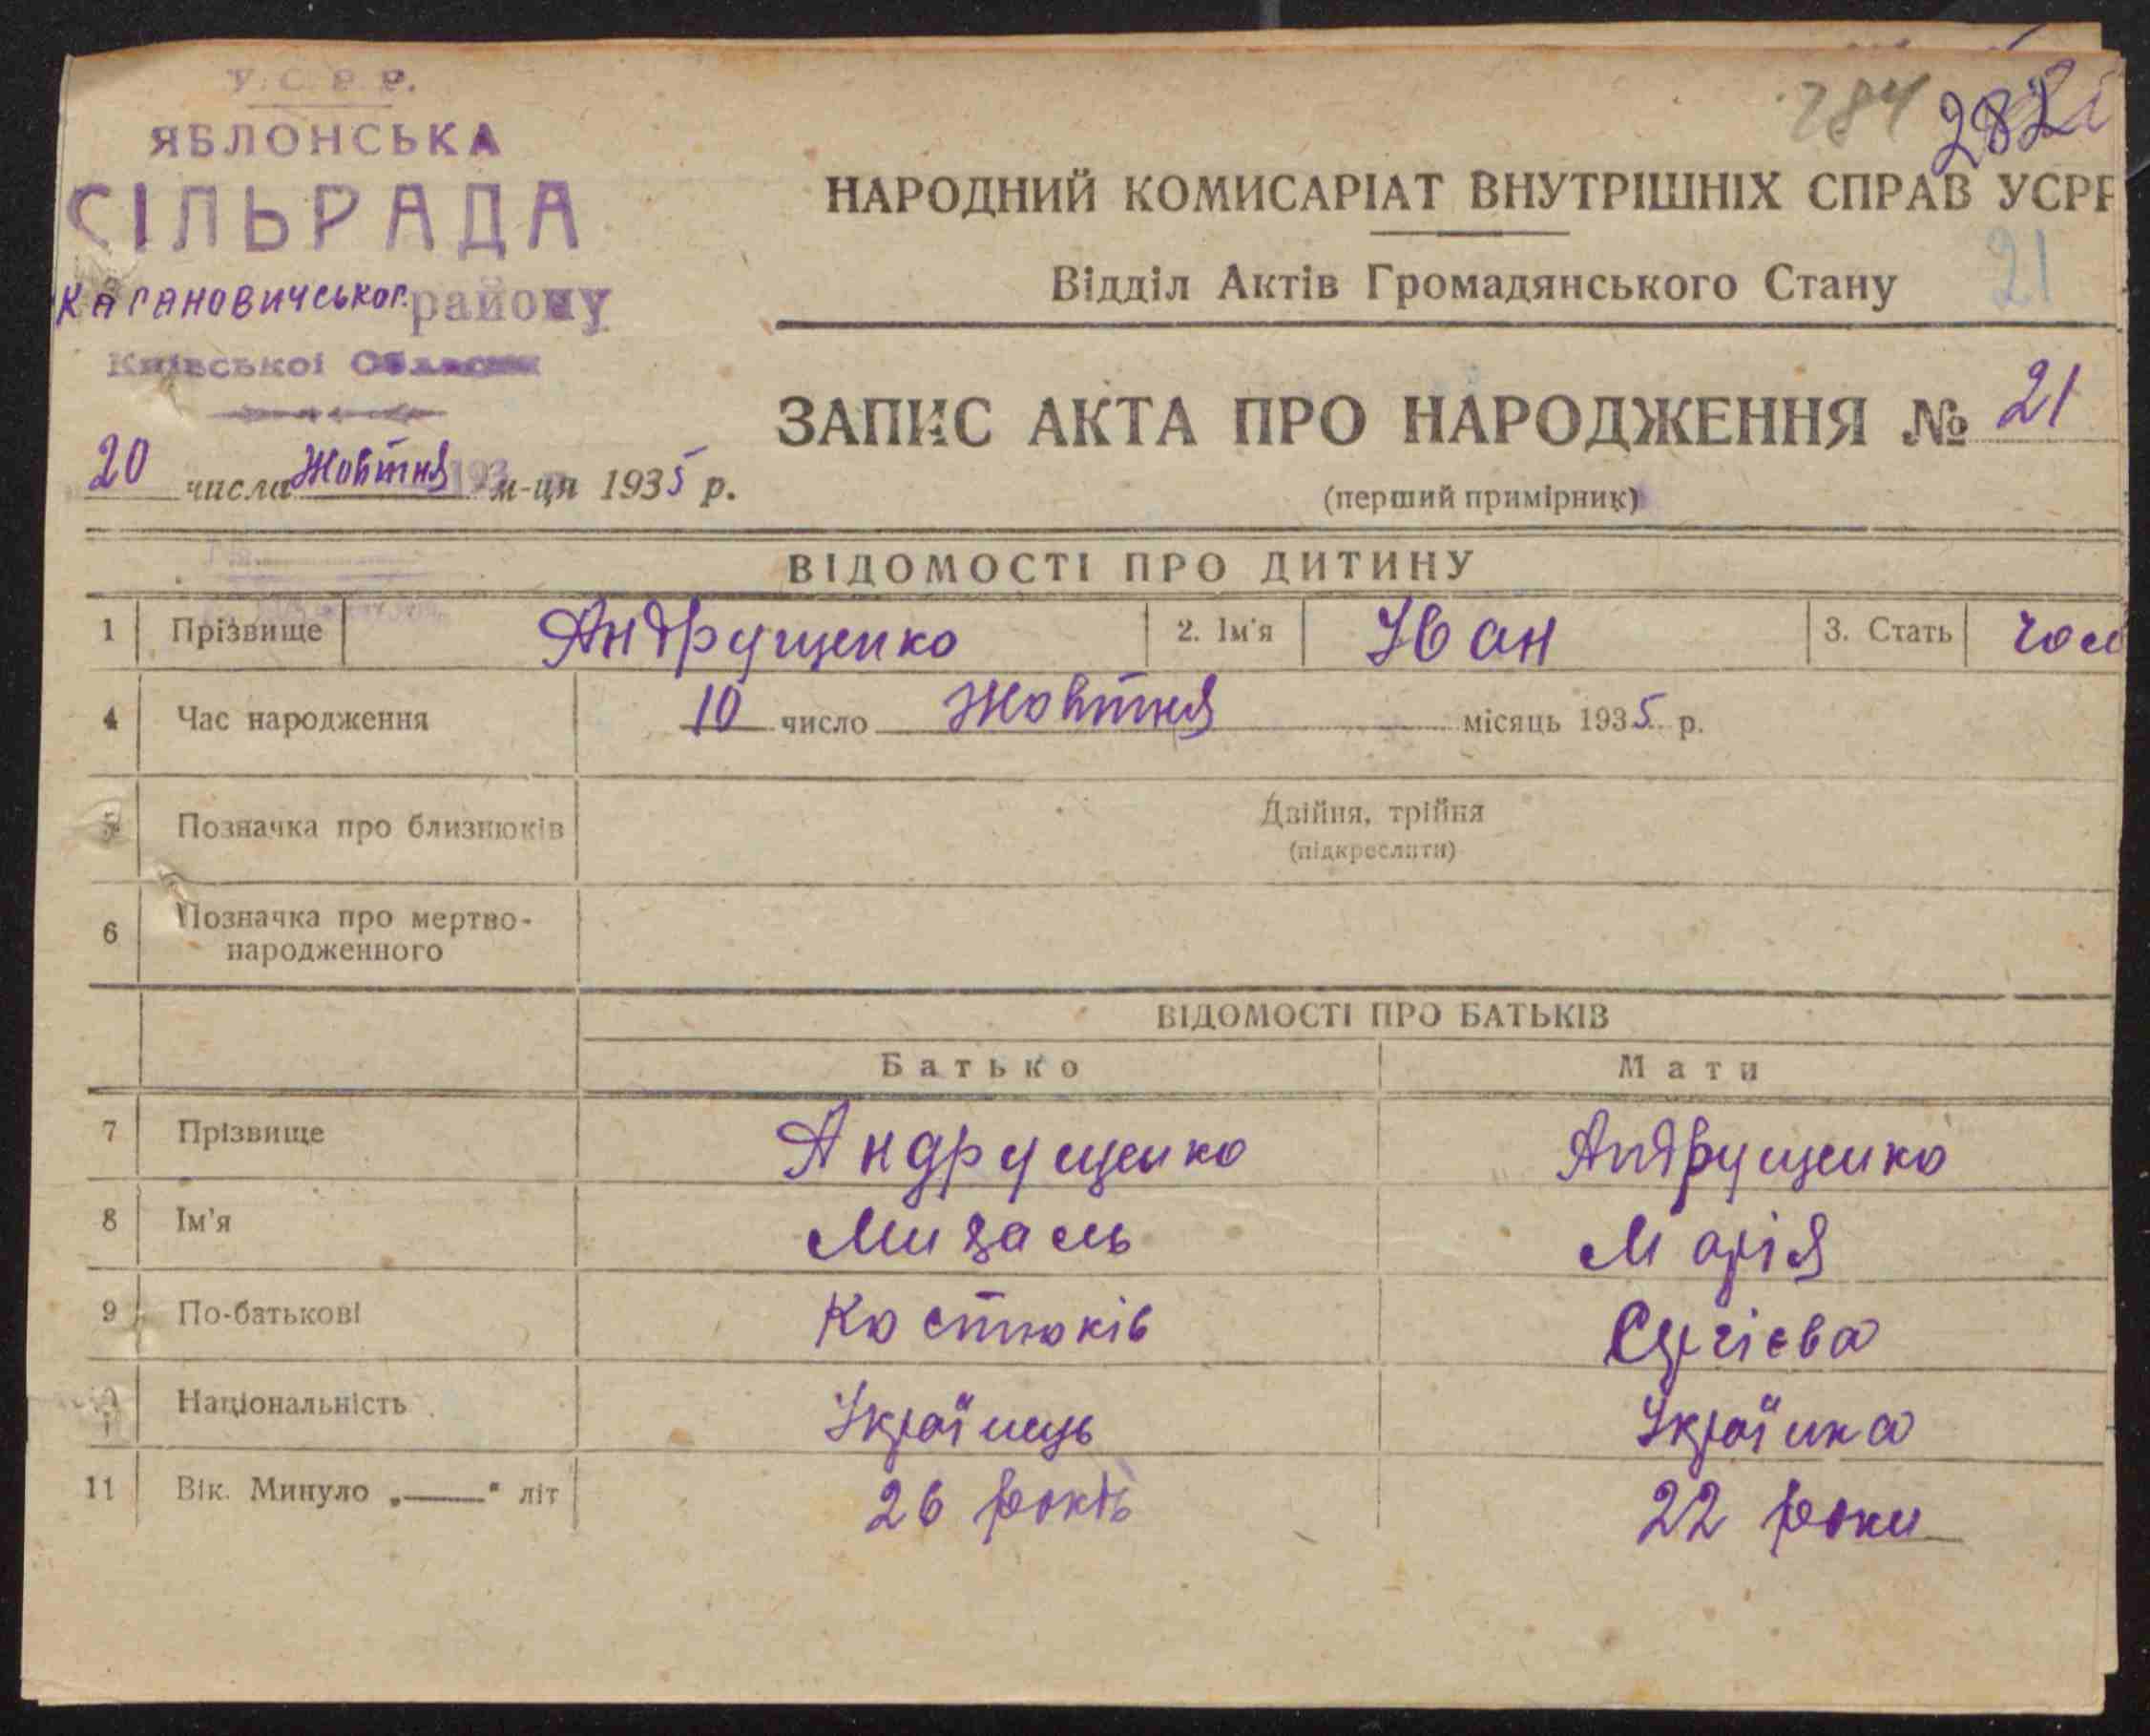 У.С.Р.Р.
ЯБЛОНСЬКА
СІЛЬРАДА
Кагановичськог. району
Київської Области
20 числа Жовтня м-ця 1935 р.
284 282
НАРОДНИЙ КОМИСАРІАТ ВНУТРІШНІХ СПРАВ УСРР
Відділ Актів Громадянського Стану 21
ЗАПИС АКТА ПРО НАРОДЖЕННЯ № 21
(перший примірник)
ВІДОМОСТІ ПРО ДИТИНУ
1 Прізвище Андрущенко 2. Ім'я Іван 3. Стать чол
4 Час народження 10 число Жовтня місяць 1935 р.
5 Позначка про близнюків Двійня, трійня
(підкреслити)
6 Позначка про мертво-
народженного
ВІДОМОСТІ ПРО БАТЬКІВ
Батько Мати
7 Прізвище Андрущенко Андрущенко
8 Ім'я Михаль Марія
9 По-батькові Костюків Сергієва
10 Національність Українець Українка
11 Вік. Минуло „——" літ 26 років 22 роки